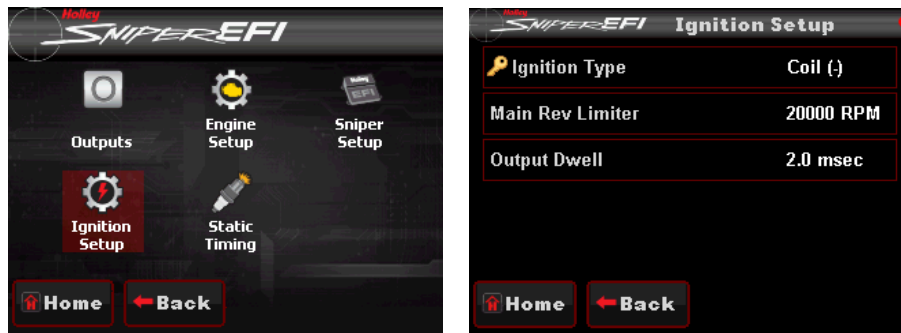 Holley
SNIPER EFI
Outputs
Engine
Setup
Sniper
Setup
Ignition
Setup
Static
Timing
Home
Back
Holley
SNIPER EFI
Ignition Setup
Ignition Type Coil (-)
Main Rev Limiter 20000 RPM
Output Dwell 2.0 msec
Home
Back